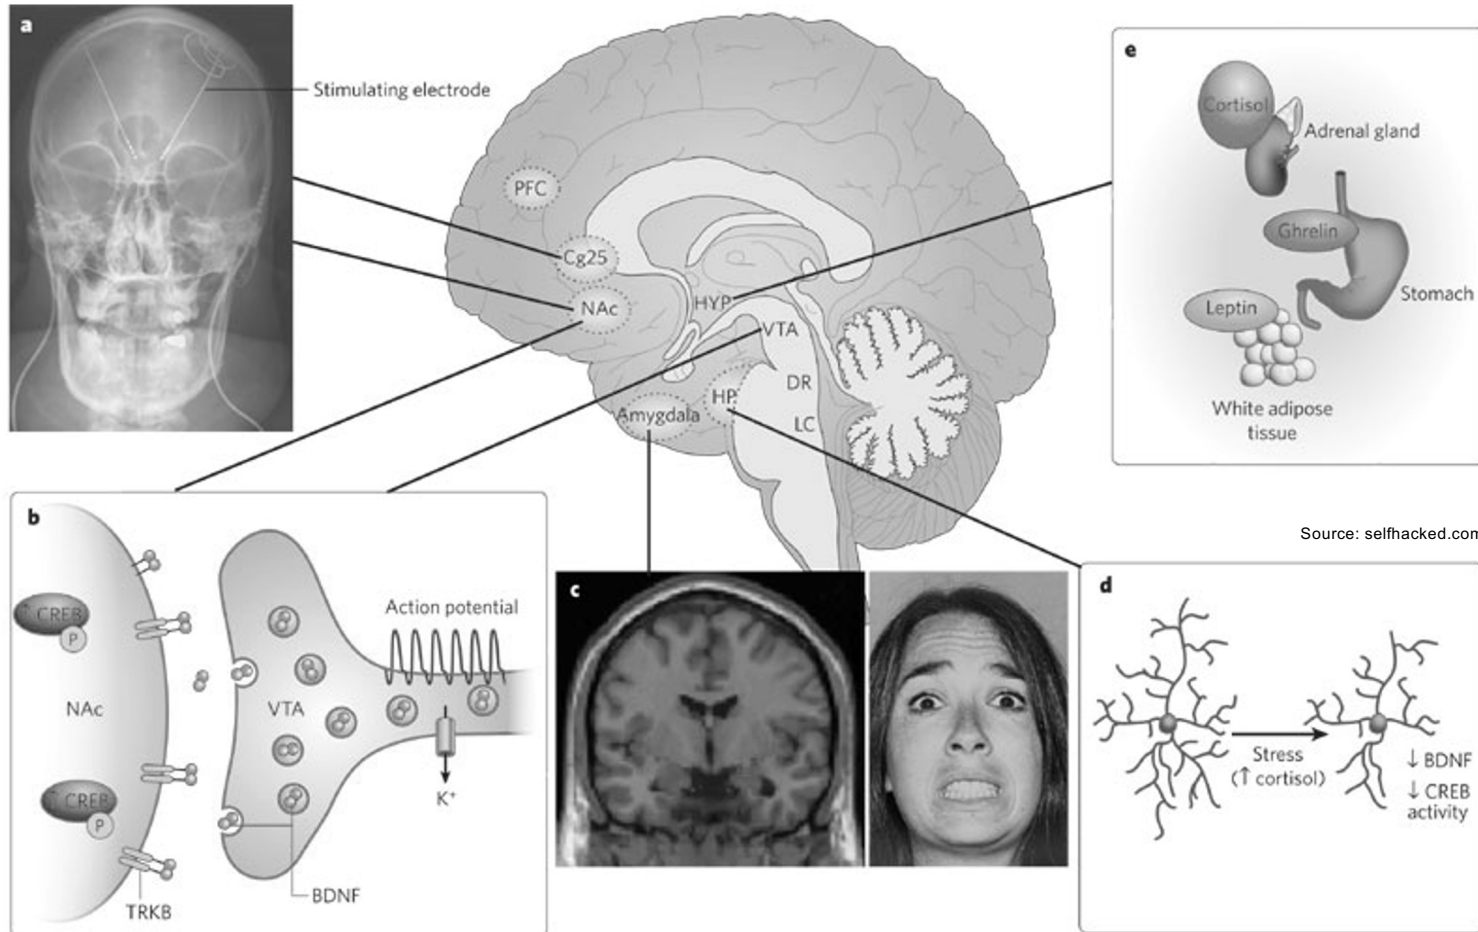 a
Stimulating electrode
PFC
Cg25
NAc
HYP
VTA
DR
HP
LC
Amygdala
e
Cortisol
Adrenal gland
Ghrelin
Stomach
Leptin
White adipose
tissue
Source: selfhacked.com
b
↑ CREB
P
NAc
↑ CREB
P
TRKB
VTA
Action potential
K⁺
BDNF
c
d
Stress
(↑ cortisol)
↓ BDNF
↓ CREB
activity